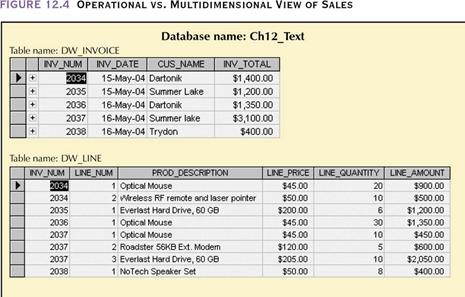 FIGURE 12.4 OPERATIONAL VS. MULTIDIMENSIONAL VIEW OF SALES
Database name: Ch12_Text
Table name: DW_INVOICE
INV_NUM INV_DATE CUS_NAME INV_TOTAL
2034 15-May-04 Dartonik $1,400.00
2035 15-May-04 Summer Lake $1,200.00
2036 16-May-04 Dartonik $1,350.00
2037 16-May-04 Summer lake $3,100.00
2038 16-May-04 Trydon $400.00
Table name: DW_LINE
INV_NUM LINE_NUM PROD_DESCRIPTION LINE_PRICE LINE_QUANTITY LINE_AMOUNT
2034 1 Optical Mouse $45.00 20 $900.00
2034 2 Wireless RF remote and laser pointer $50.00 10 $500.00
2035 1 Everlast Hard Drive, 60 GB $200.00 6 $1,200.00
2036 1 Optical Mouse $45.00 30 $1,350.00
2037 1 Optical Mouse $45.00 10 $450.00
2037 2 Roadster 56KB Ext. Modem $120.00 5 $600.00
2037 3 Everlast Hard Drive, 60 GB $205.00 10 $2,050.00
2038 1 NoTech Speaker Set $50.00 8 $400.00